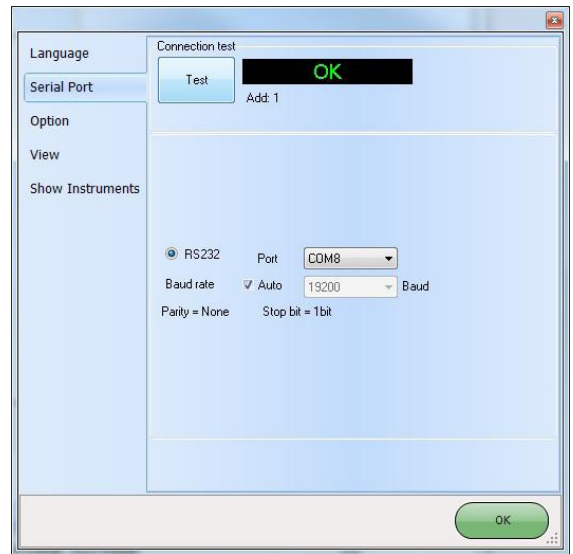 Language
Serial Port
Option
View
Show Instruments
Connection test
Test
OK
Add: 1
RS232 Port COM8
Baud rate Auto 19200 Baud
Parity = None Stop bit = 1bit
OK